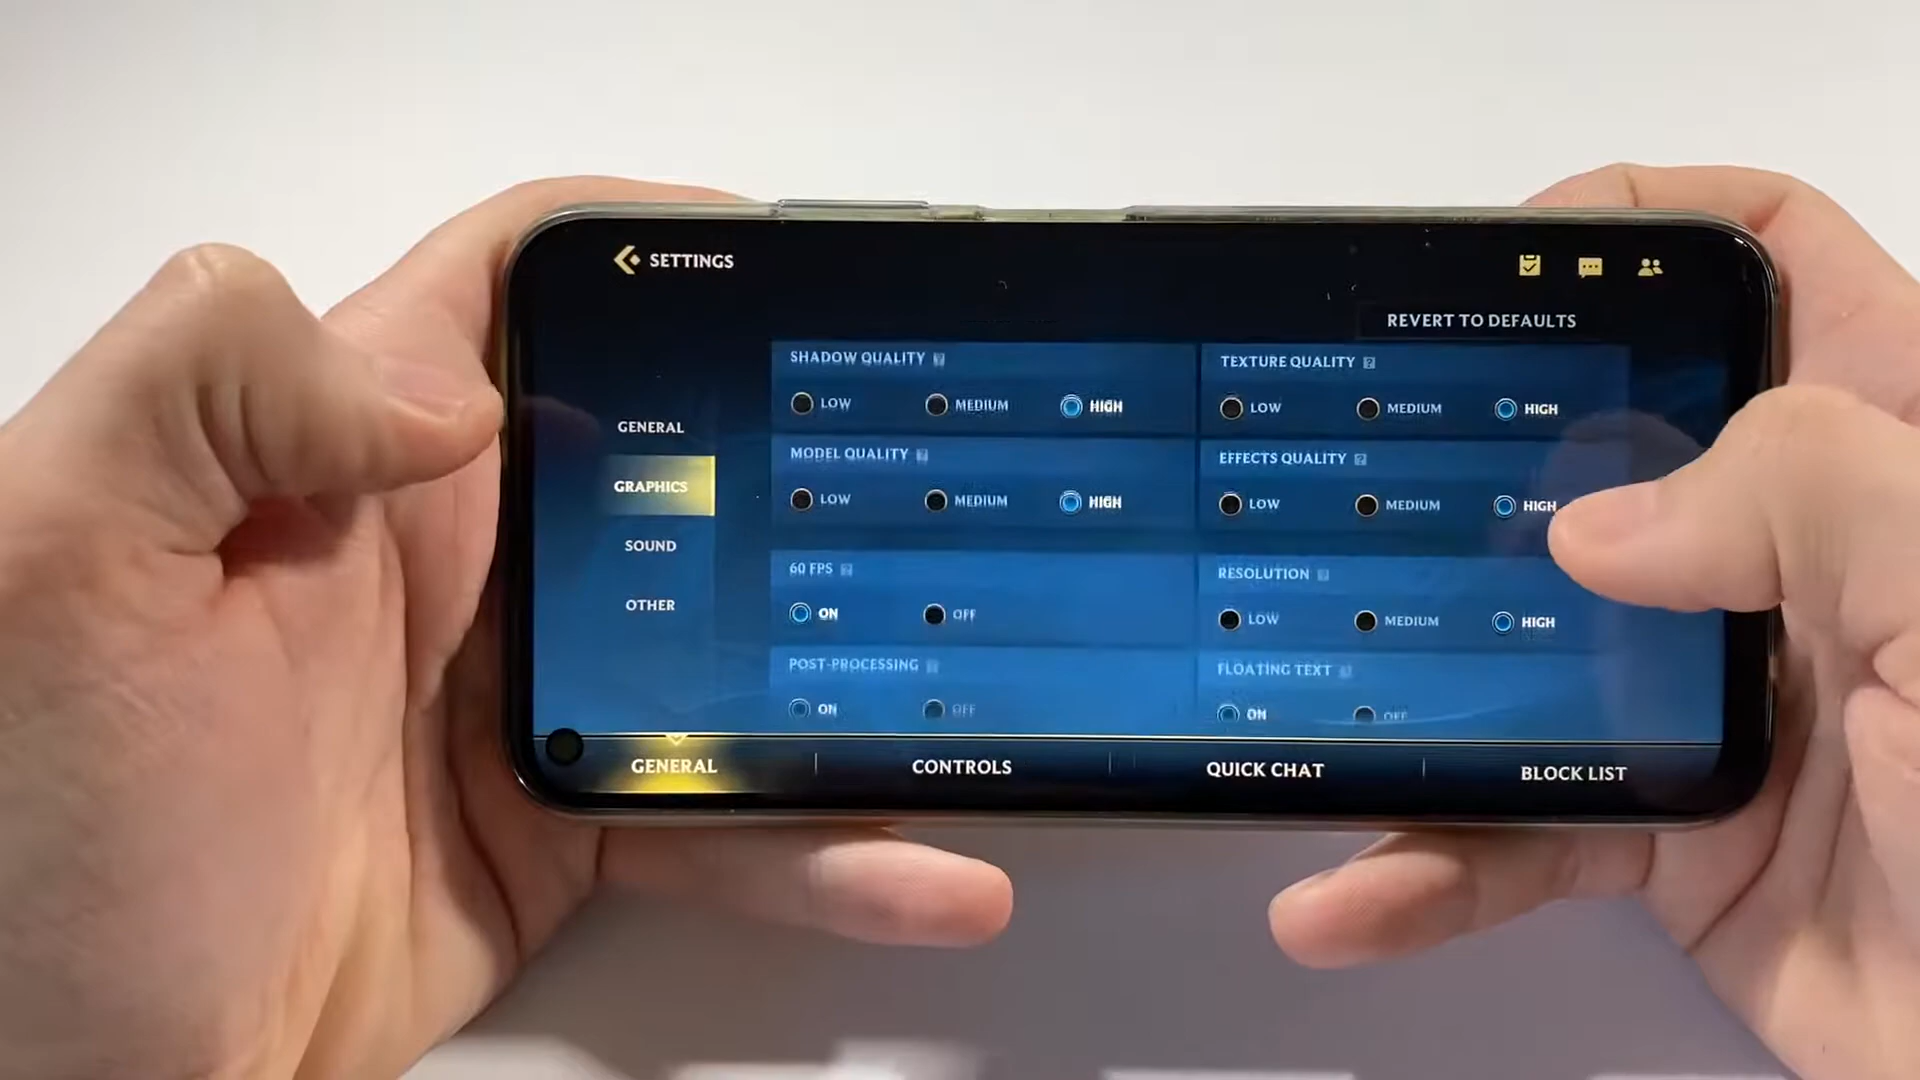 SETTINGS
REVERT TO DEFAULTS
GENERAL
GRAPHICS
SOUND
OTHER
SHADOW QUALITY ?
LOW MEDIUM HIGH
TEXTURE QUALITY ?
LOW MEDIUM HIGH
MODEL QUALITY ?
LOW MEDIUM HIGH
EFFECTS QUALITY ?
LOW MEDIUM HIGH
60 FPS ?
ON OFF
RESOLUTION ?
LOW MEDIUM HIGH
POST-PROCESSING ?
ON OFF
FLOATING TEXT ?
ON OFF
GENERAL CONTROLS QUICK CHAT BLOCK LIST